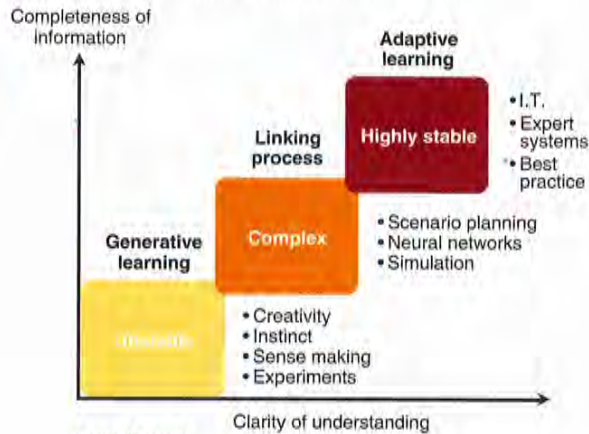 Completeness of
information
Adaptive
learning
Highly stable
• I.T.
• Expert
systems
• Best
practice
Linking
process
Complex
• Scenario planning
• Neural networks
• Simulation
Generative
learning
• Creativity
• Instinct
• Sense making
• Experiments
Clarity of understanding